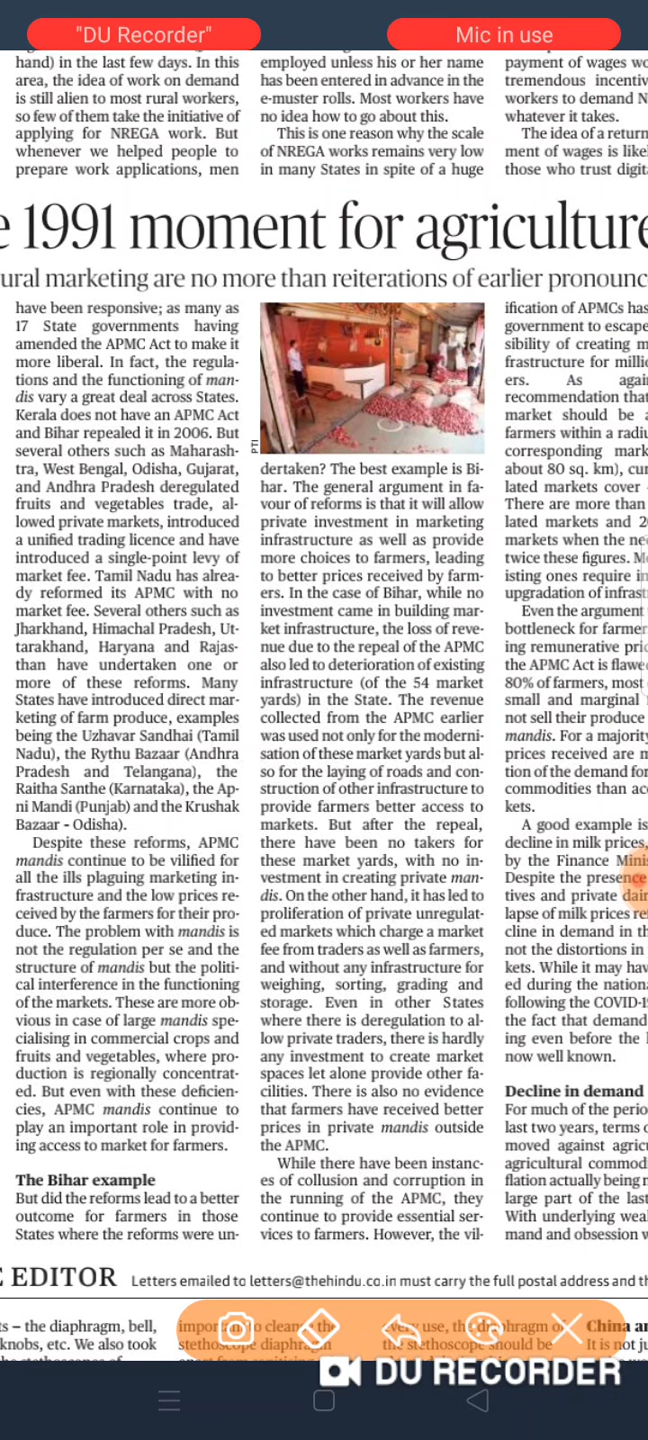 "DU Recorder"
Mic in use
hand) in the last few days. In this
area, the idea of work on demand
is still alien to most rural workers,
so few of them take the initiative of
applying for NREGA work. But
whenever we helped people to
prepare work applications, men
employed unless his or her name
has been entered in advance in the
e-muster rolls. Most workers have
no idea how to go about this.
This is one reason why the scale
of NREGA works remains very low
in many States in spite of a huge
payment of wages wo
tremendous incentiv
workers to demand N
whatever it takes.
The idea of a return
ment of wages is likel
those who trust digit
e 1991 moment for agriculture
ural marketing are no more than reiterations of earlier pronounc
have been responsive; as many as
17 State governments having
amended the APMC Act to make it
more liberal. In fact, the regula-
tions and the functioning of man-
dis vary a great deal across States.
Kerala does not have an APMC Act
and Bihar repealed it in 2006. But
several others such as Maharash-
tra, West Bengal, Odisha, Gujarat,
and Andhra Pradesh deregulated
fruits and vegetables trade, al-
lowed private markets, introduced
a unified trading licence and have
introduced a single-point levy of
market fee. Tamil Nadu has alrea-
dy reformed its APMC with no
market fee. Several others such as
Jharkhand, Himachal Pradesh, Ut-
tarakhand, Haryana and Rajas-
than have undertaken one or
more of these reforms. Many
States have introduced direct mar-
keting of farm produce, examples
being the Uzhavar Sandhai (Tamil
Nadu), the Rythu Bazaar (Andhra
Pradesh and Telangana), the
Raitha Santhe (Karnataka), the Ap-
ni Mandi (Punjab) and the Krushak
Bazaar - Odisha).
Despite these reforms, APMC
mandis continue to be vilified for
all the ills plaguing marketing in-
frastructure and the low prices re-
ceived by the farmers for their pro-
duce. The problem with mandis is
not the regulation per se and the
structure of mandis but the politi-
cal interference in the functioning
of the markets. These are more ob-
vious in case of large mandis spe-
cialising in commercial crops and
fruits and vegetables, where pro-
duction is regionally concentrat-
ed. But even with these deficien-
cies, APMC mandis continue to
play an important role in provid-
ing access to market for farmers.
The Bihar example
But did the reforms lead to a better
outcome for farmers in those
States where the reforms were un-
PTI
dertaken? The best example is Bi-
har. The general argument in fa-
vour of reforms is that it will allow
private investment in marketing
infrastructure as well as provide
more choices to farmers, leading
to better prices received by farm-
ers. In the case of Bihar, while no
investment came in building mar-
ket infrastructure, the loss of reve-
nue due to the repeal of the APMC
also led to deterioration of existing
infrastructure (of the 54 market
yards) in the State. The revenue
collected from the APMC earlier
was used not only for the moderni-
sation of these market yards but al-
so for the laying of roads and con-
struction of other infrastructure to
provide farmers better access to
markets. But after the repeal,
there have been no takers for
these market yards, with no in-
vestment in creating private man-
dis. On the other hand, it has led to
proliferation of private unregulat-
ed markets which charge a market
fee from traders as well as farmers,
and without any infrastructure for
weighing, sorting, grading and
storage. Even in other States
where there is deregulation to al-
low private traders, there is hardly
any investment to create market
spaces let alone provide other fa-
cilities. There is also no evidence
that farmers have received better
prices in private mandis outside
the APMC.
While there have been instanc-
es of collusion and corruption in
the running of the APMC, they
continue to provide essential ser-
vices to farmers. However, the vil-
ification of APMCs has
government to escape
sibility of creating m
frastructure for millio
ers. As agai
recommendation that
market should be a
farmers within a radiu
corresponding mark
about 80 sq. km), cur
lated markets cover
There are more than
lated markets and 2
markets when the ne
twice these figures. M
isting ones require in
upgradation of infrast
Even the argument
bottleneck for farmer
ing remunerative pri
the APMC Act is flawe
80% of farmers, most
small and marginal
not sell their produce
mandis. For a majority
prices received are m
tion of the demand for
commodities than acc
kets.
A good example is
decline in milk prices,
by the Finance Minis
Despite the presence
tives and private dair
lapse of milk prices re
cline in demand in th
not the distortions in
kets. While it may hav
ed during the nationa
following the COVID-19
the fact that demand
ing even before the
now well known.
Decline in demand
For much of the perio
last two years, terms o
moved against agricu
agricultural commodi
flation actually being n
large part of the last
With underlying weal
mand and obsession w
E EDITOR Letters emailed to letters@thehindu.co.in must carry the full postal address and th
ts – the diaphragm, bell,
knobs, etc. We also took
important to cleanse the
stethoscope diaphragm
every use, the diaphragm of
the stethoscope should be
China an
It is not ju
DU RECORDER